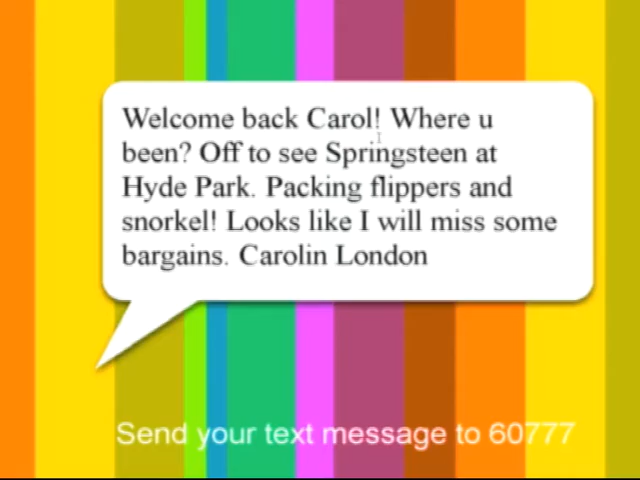 Welcome back Carol! Where u
been? Off to see Springsteen at
Hyde Park. Packing flippers and
snorkel! Looks like I will miss some
bargains. Carolin London
Send your text message to 60777